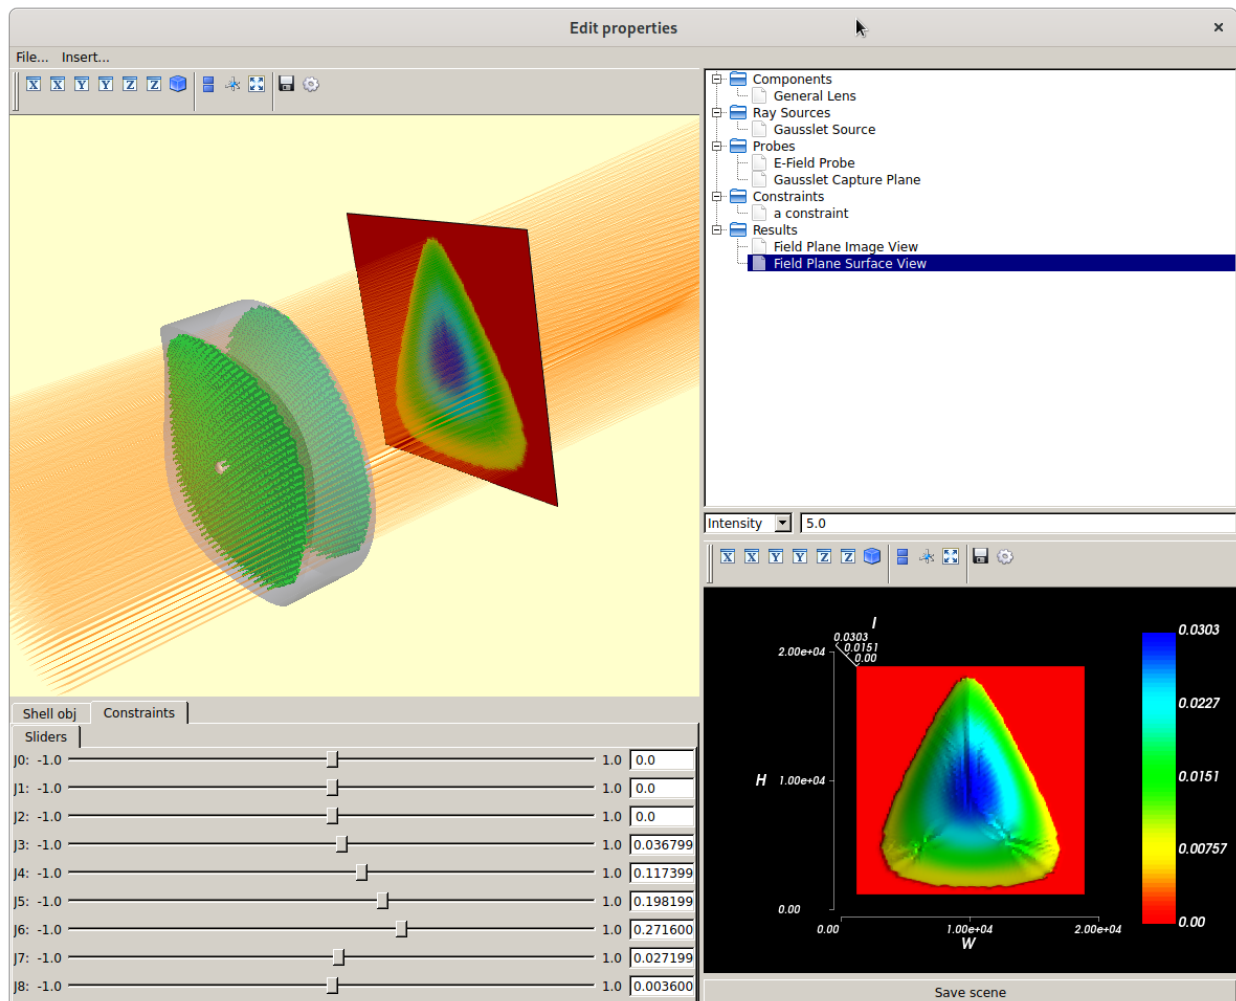 Edit properties
File... Insert...
X X Y Y Z Z
Components
General Lens
Ray Sources
Gausslet Source
Probes
E-Field Probe
Gausslet Capture Plane
Constraints
a constraint
Results
Field Plane Image View
Field Plane Surface View
Intensity 5.0
X X Y Y Z Z
I
0.0303
0.0151
0.00
2.00e+04
H 1.00e+04
0.00
0.00 1.00e+04 2.00e+04
W
0.0303
0.0227
0.0151
0.00757
0.00
Save scene
Shell obj Constraints
Sliders
J0: -1.0 1.0 0.0
J1: -1.0 1.0 0.0
J2: -1.0 1.0 0.0
J3: -1.0 1.0 0.036799
J4: -1.0 1.0 0.117399
J5: -1.0 1.0 0.198199
J6: -1.0 1.0 0.271600
J7: -1.0 1.0 0.027199
J8: -1.0 1.0 0.003600